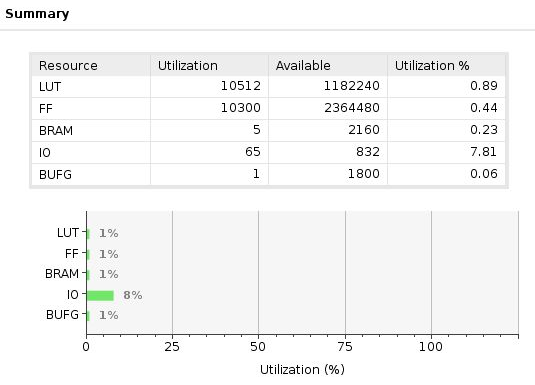 Summary
Resource Utilization Available Utilization %
LUT 10512 1182240 0.89
FF 10300 2364480 0.44
BRAM 5 2160 0.23
IO 65 832 7.81
BUFG 1 1800 0.06
LUT 1%
FF 1%
BRAM 1%
IO 8%
BUFG 1%
0 25 50 75 100
Utilization (%)